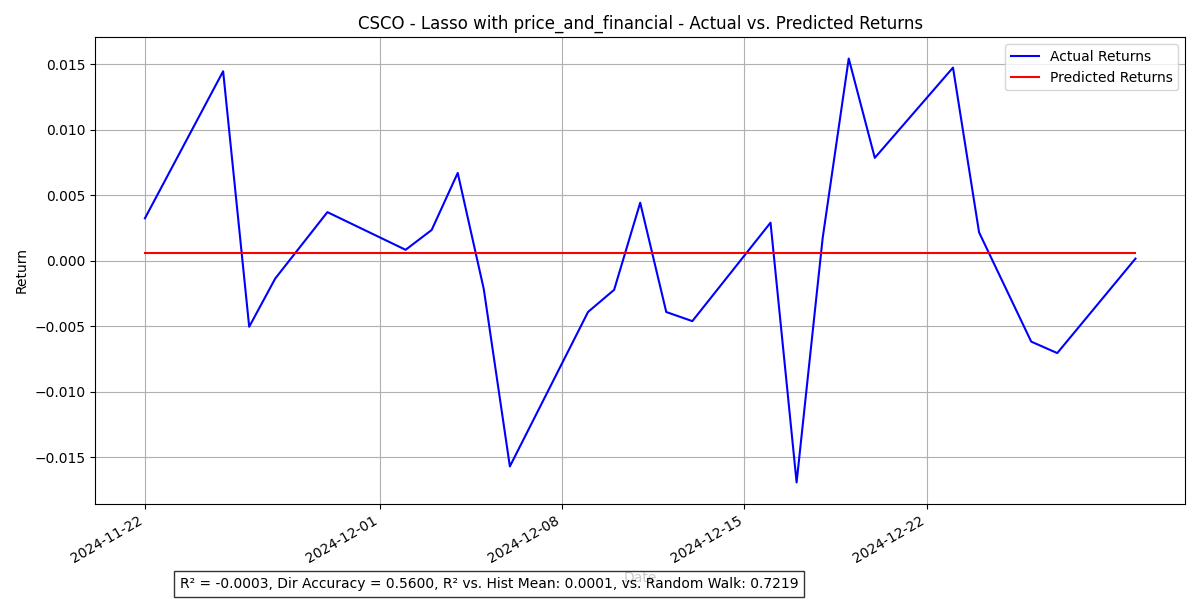 CSCO - Lasso with price_and_financial - Actual vs. Predicted Returns
Actual Returns
Predicted Returns
0.015
0.010
0.005
0.000
−0.005
−0.010
−0.015
Return
2024-11-22
2024-12-01
2024-12-08
2024-12-15
2024-12-22
Date
R² = -0.0003, Dir Accuracy = 0.5600, R² vs. Hist Mean: 0.0001, vs. Random Walk: 0.7219